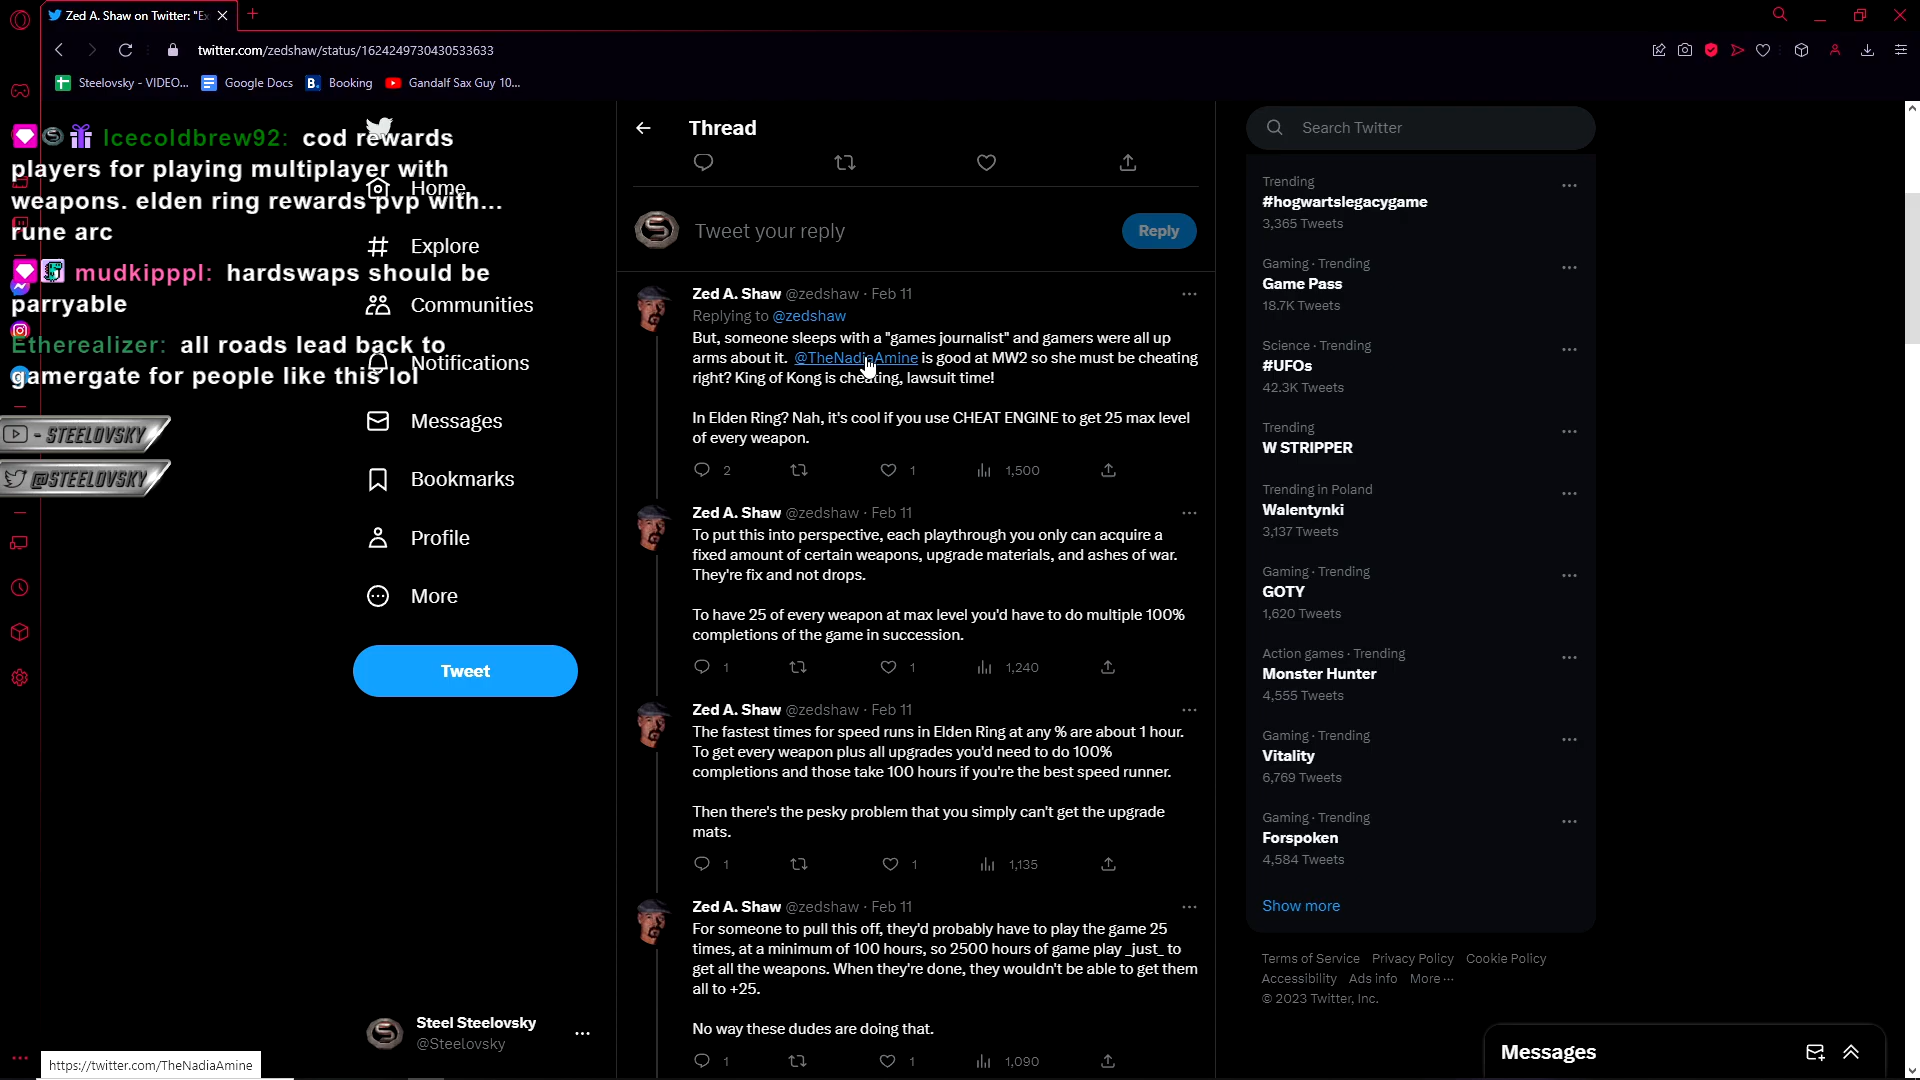 Zed A. Shaw on Twitter: "Ex
twitter.com/zedshaw/status/1624249730430533633
Steelovsky - VIDEO...
Google Docs
B.
Booking
Gandalf Sax Guy 10...
Icecoldbrew92: cod rewards
players for playing multiplayer with
weapons. elden ring rewards pvp with...
rune arc
mudkipppl: hardswaps should be
parryable
Etherealizer: all roads lead back to
gamergate for people like this lol
- STEELOVSKY
@STEELOVSKY
Home
Explore
Communities
Notifications
Messages
Bookmarks
Profile
More
Tweet
Steel Steelovsky
@Steelovsky
https://twitter.com/TheNadiaAmine
Thread
Tweet your reply
Reply
Zed A. Shaw @zedshaw · Feb 11
Replying to @zedshaw
But, someone sleeps with a "games journalist" and gamers were all up
arms about it. @TheNadiaAmine is good at MW2 so she must be cheating
right? King of Kong is cheating, lawsuit time!
In Elden Ring? Nah, it's cool if you use CHEAT ENGINE to get 25 max level
of every weapon.
2
1
1,500
Zed A. Shaw @zedshaw · Feb 11
To put this into perspective, each playthrough you only can acquire a
fixed amount of certain weapons, upgrade materials, and ashes of war.
They're fix and not drops.
To have 25 of every weapon at max level you'd have to do multiple 100%
completions of the game in succession.
1
1
1,240
Zed A. Shaw @zedshaw · Feb 11
The fastest times for speed runs in Elden Ring at any % are about 1 hour.
To get every weapon plus all upgrades you'd need to do 100%
completions and those take 100 hours if you're the best speed runner.
Then there's the pesky problem that you simply can't get the upgrade
mats.
1
1
1,135
Zed A. Shaw @zedshaw · Feb 11
For someone to pull this off, they'd probably have to play the game 25
times, at a minimum of 100 hours, so 2500 hours of game play _just_ to
get all the weapons. When they're done, they wouldn't be able to get them
all to +25.
No way these dudes are doing that.
1
1
1,090
Search Twitter
Trending
#hogwartslegacygame
3,365 Tweets
Gaming · Trending
Game Pass
18.7K Tweets
Science · Trending
#UFOs
42.3K Tweets
Trending
W STRIPPER
Trending in Poland
Walentynki
3,137 Tweets
Gaming · Trending
GOTY
1,620 Tweets
Action games · Trending
Monster Hunter
4,555 Tweets
Gaming · Trending
Vitality
6,769 Tweets
Gaming · Trending
Forspoken
4,584 Tweets
Show more
Terms of Service Privacy Policy Cookie Policy
Accessibility Ads info More ···
© 2023 Twitter, Inc.
Messages